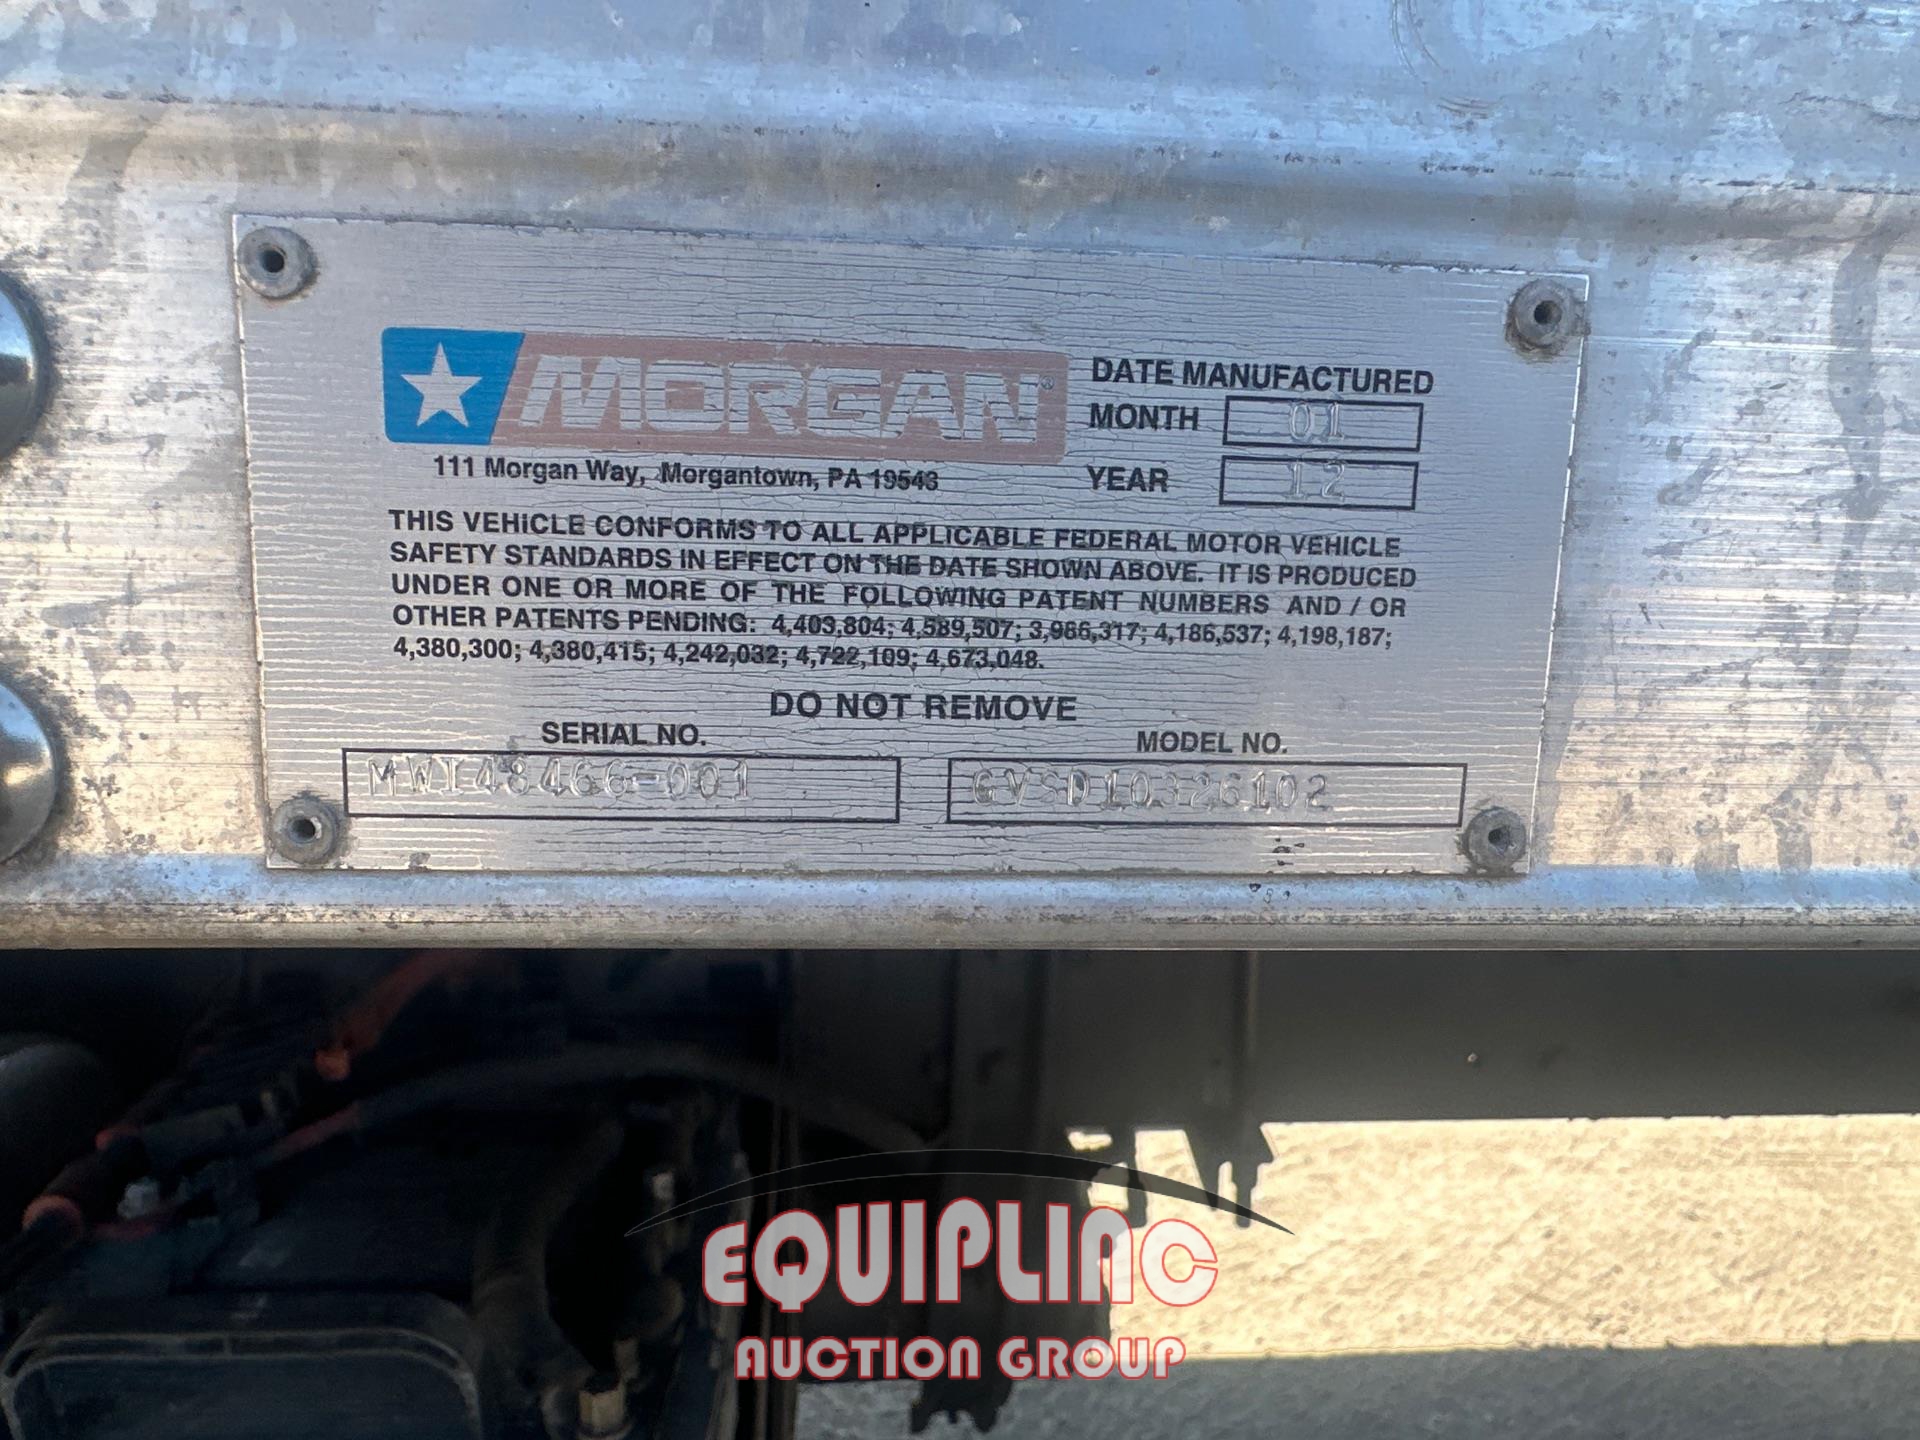 MORGAN®
111 Morgan Way, Morgantown, PA 19543
DATE MANUFACTURED
MONTH 01
YEAR 12
THIS VEHICLE CONFORMS TO ALL APPLICABLE FEDERAL MOTOR VEHICLE
SAFETY STANDARDS IN EFFECT ON THE DATE SHOWN ABOVE. IT IS PRODUCED
UNDER ONE OR MORE OF THE FOLLOWING PATENT NUMBERS AND / OR
OTHER PATENTS PENDING: 4,403,804; 4,589,507; 3,986,317; 4,186,537; 4,198,187;
4,380,300; 4,380,415; 4,242,032; 4,722,109; 4,673,048.
DO NOT REMOVE
SERIAL NO.
MWI48466-001
MODEL NO.
GVSD10326102
EQUIPLINC
AUCTION GROUP